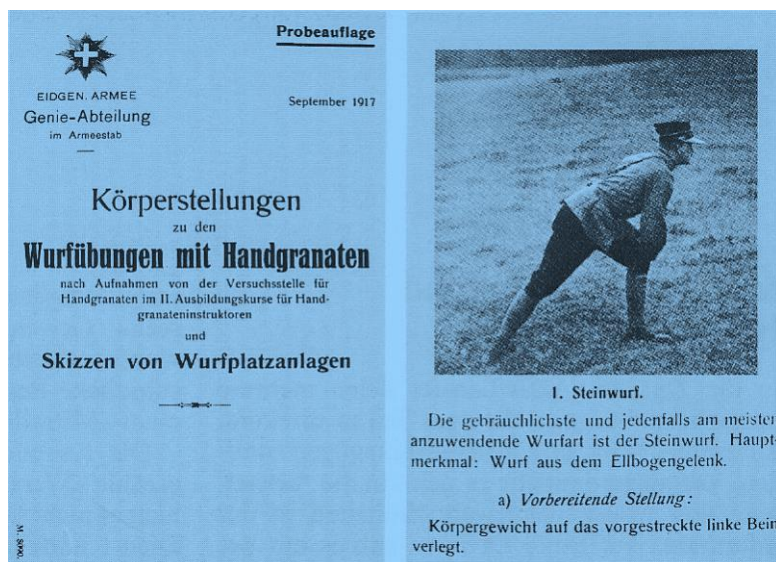 Probeauflage
EIDGEN. ARMEE
Genie-Abteilung
im Armeestab
September 1917
Körperstellungen
zu den
Wurfübungen mit Handgranaten
nach Aufnahmen von der Versuchsstelle für
Handgranaten im II. Ausbildungskurse für Hand-
granateninstruktoren
und
Skizzen von Wurfplatzanlagen
M. 8000.
1. Steinwurf.
Die gebräuchlichste und jedenfalls am meisten
anzuwendende Wurfart ist der Steinwurf. Haupt-
merkmal: Wurf aus dem Ellbogengelenk.
a) Vorbereitende Stellung:
Körpergewicht auf das vorgestreckte linke Bein
verlegt.